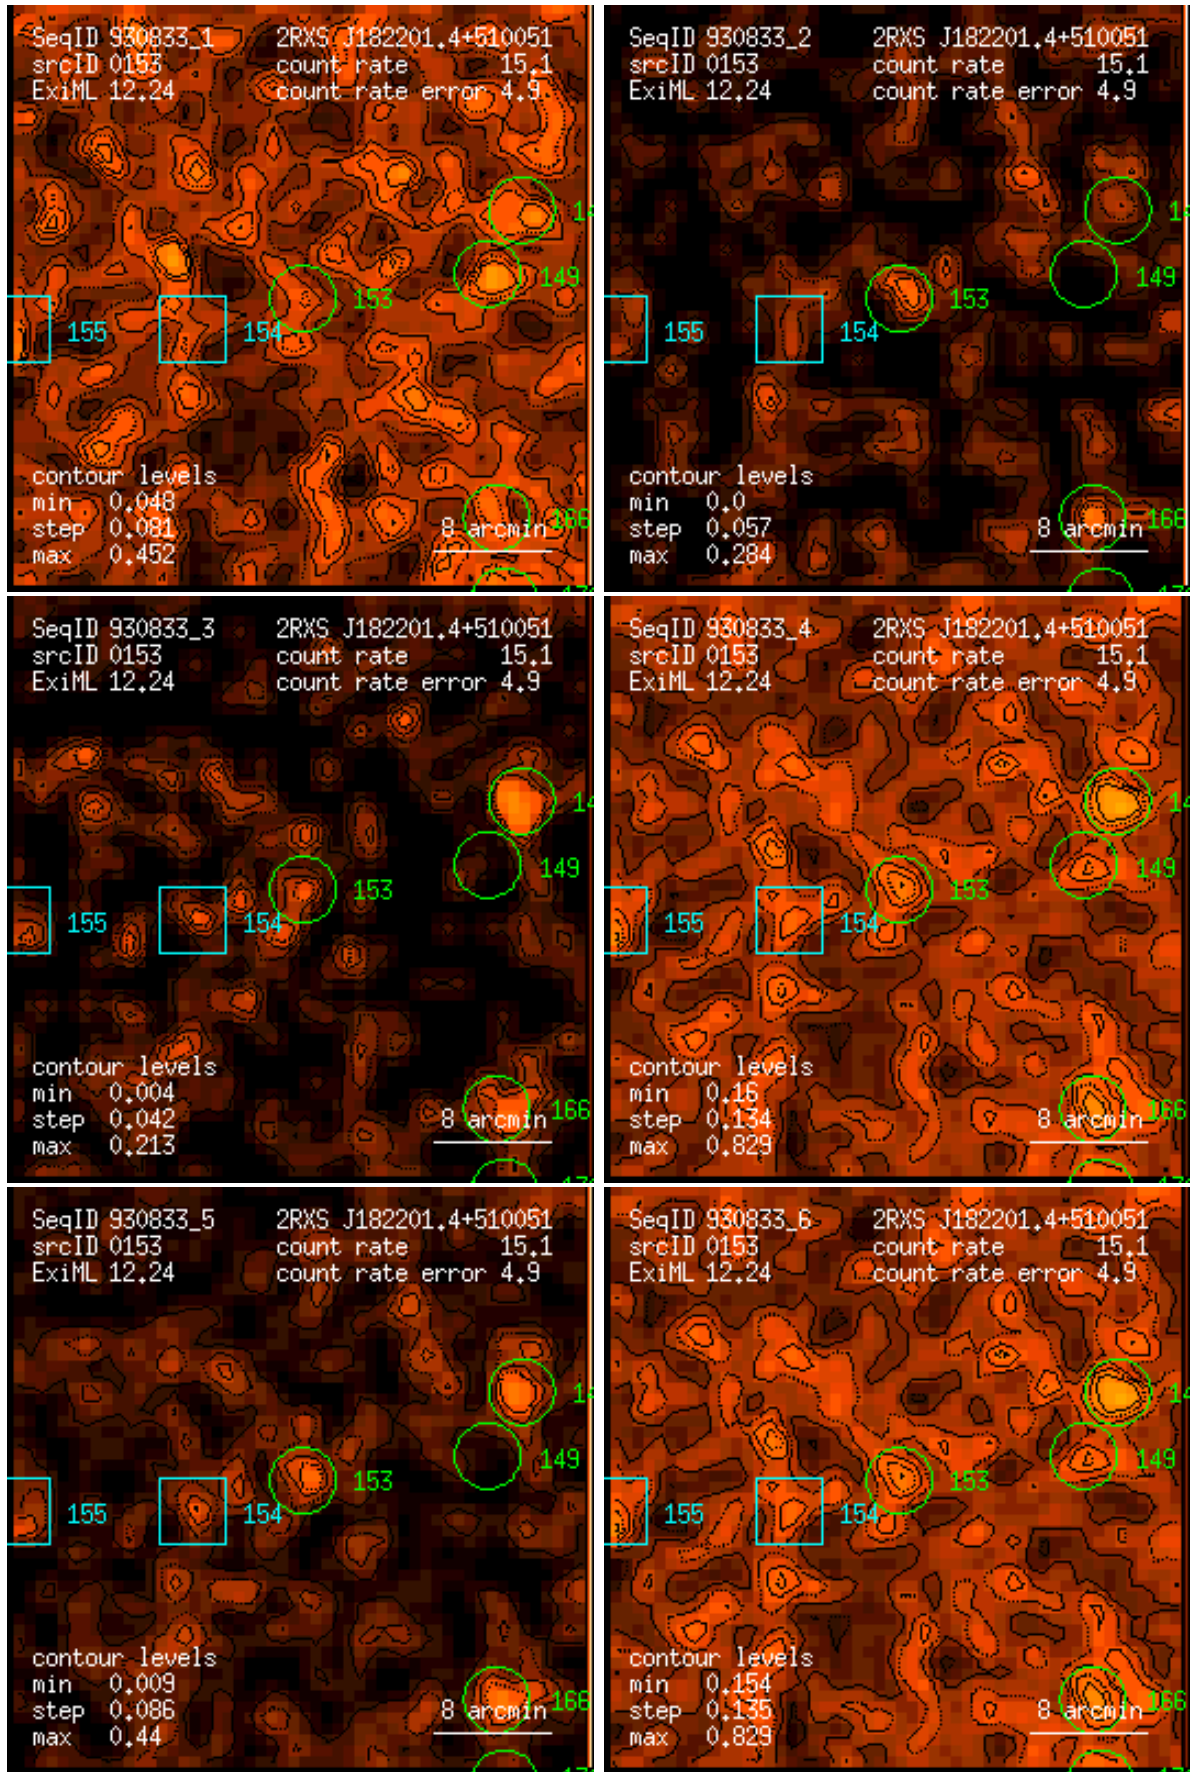 SeqID 930833_1 2RXS J182201.4+510051
srcID 0153 count rate 15.1
ExiML 12.24 count rate error 4.9
14
149
153
155 154
contour levels
min 0.048
step 0.081 8 arcmin 166
max 0.452
SeqID 930833_2 2RXS J182201.4+510051
srcID 0153 count rate 15.1
ExiML 12.24 count rate error 4.9
1
149
153
155 154
contour levels
min 0.0
step 0.057 8 arcmin 166
max 0.284
SeqID 930833_3 2RXS J182201.4+510051
srcID 0153 count rate 15.1
ExiML 12.24 count rate error 4.9
14
149
153
155 154
contour levels
min 0.004
step 0.042 8 arcmin 166
max 0.213
SeqID 930833_4 2RXS J182201.4+510051
srcID 0153 count rate 15.1
ExiML 12.24 count rate error 4.9
1
149
153
155 154
contour levels
min 0.16
step 0.134 8 arcmin 166
max 0.829
SeqID 930833_5 2RXS J182201.4+510051
srcID 0153 count rate 15.1
ExiML 12.24 count rate error 4.9
14
149
153
155 154
contour levels
min 0.009
step 0.086 8 arcmin 166
max 0.44
SeqID 930833_6 2RXS J182201.4+510051
srcID 0153 count rate 15.1
ExiML 12.24 count rate error 4.9
1
149
153
155 154
contour levels
min 0.154
step 0.135 8 arcmin 166
max 0.829